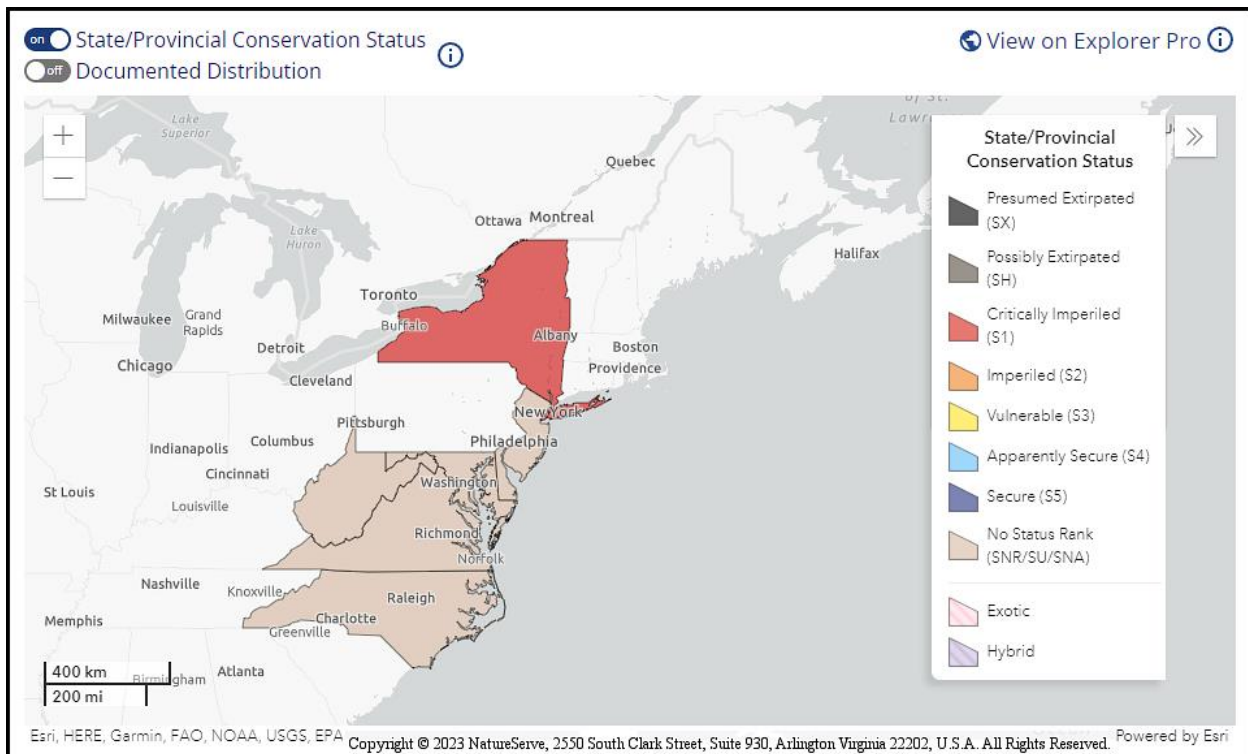 on State/Provincial Conservation Status
off Documented Distribution
View on Explorer Pro
of St.
Lake
Superior
Quebec
Ottawa
Montreal
Lake
Huron
Halifax
Toronto
Milwaukee
Grand
Rapids
Buffalo
Albany
Boston
Detroit
Providence
Chicago
Cleveland
New York
Pittsburgh
Philadelphia
Columbus
Indianapolis
Washington
Cincinnati
St Louis
Louisville
Richmond
Norfolk
Nashville
Knoxville
Raleigh
Memphis
Charlotte
Greenville
Atlanta
Birmingham
400 km
200 mi
State/Provincial
Conservation Status
Presumed Extirpated
(SX)
Possibly Extirpated
(SH)
Critically Imperiled
(S1)
Imperiled (S2)
Vulnerable (S3)
Apparently Secure (S4)
Secure (S5)
No Status Rank
(SNR/SU/SNA)
Exotic
Hybrid
Esri, HERE, Garmin, FAO, NOAA, USGS, EPA
Copyright © 2023 NatureServe, 2550 South Clark Street, Suite 930, Arlington Virginia 22202, U.S.A. All Rights Reserved.
Powered by Esri